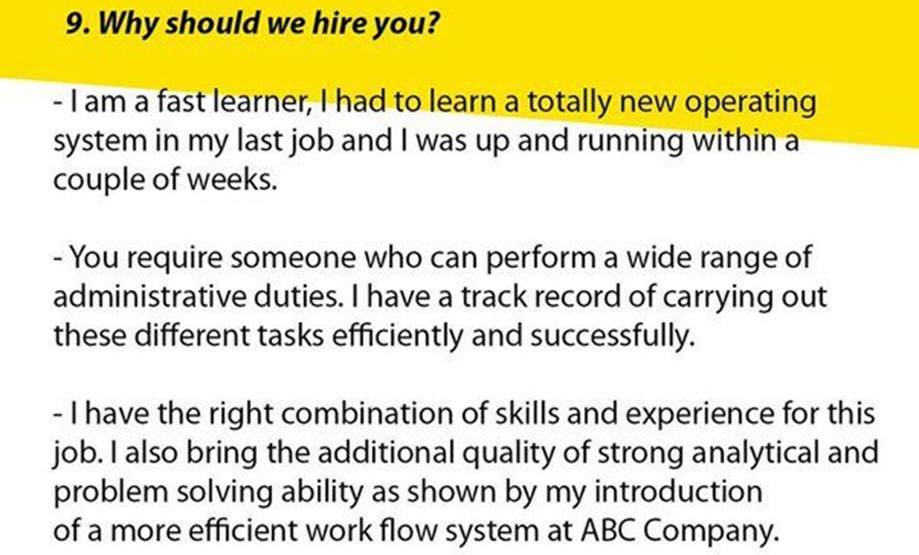 9. Why should we hire you?
- I am a fast learner, I had to learn a totally new operating
system in my last job and I was up and running within a
couple of weeks.
- You require someone who can perform a wide range of
administrative duties. I have a track record of carrying out
these different tasks efficiently and successfully.
- I have the right combination of skills and experience for this
job. I also bring the additional quality of strong analytical and
problem solving ability as shown by my introduction
of a more efficient work flow system at ABC Company.